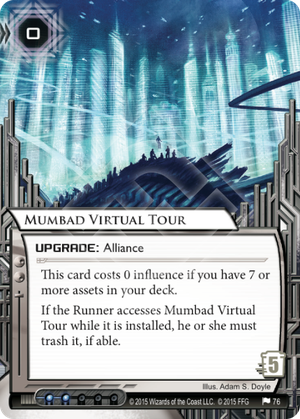 0
MUMBAD VIRTUAL TOUR
UPGRADE: Alliance
This card costs 0 influence if you have 7 or
more assets in your deck.
If the Runner accesses Mumbad Virtual
Tour while it is installed, he or she must
trash it, if able.
5
Illus. Adam S. Doyle
© 2015 Wizards of the Coast LLC. © 2015 FFG 76